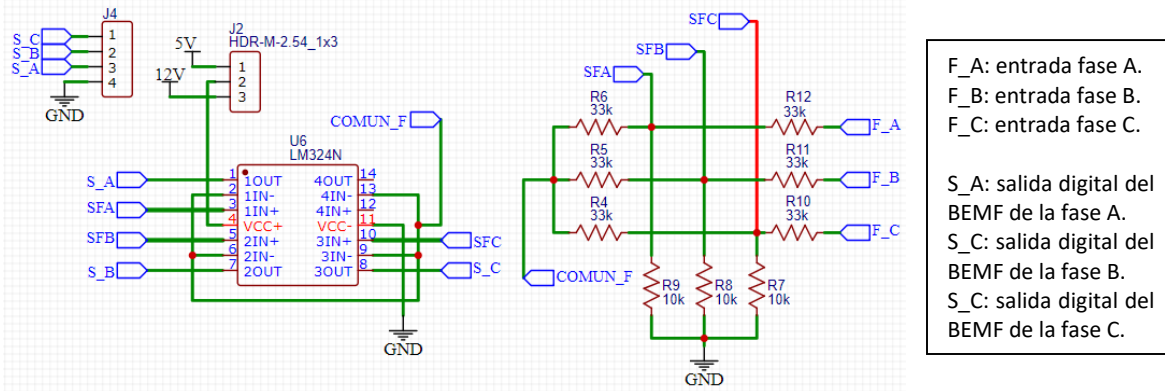 J4
S_C
S_B
S_A
1
2
3
4
GND
J2
HDR-M-2.54_1x3
5V
12V
1
2
3
COMUN_F
U6
LM324N
S_A
SFA
SFB
S_B
1
2
3
4
5
6
7
1OUT
1IN-
1IN+
VCC+
2IN+
2IN-
2OUT
4OUT
4IN-
4IN+
VCC-
3IN+
3IN-
3OUT
14
13
12
11
10
9
8
SFC
S_C
GND
SFC
SFB
SFA
R6
33k
R12
33k
F_A
R5
33k
R11
33k
F_B
R4
33k
R10
33k
F_C
COMUN_F
R9
10k
R8
10k
R7
10k
GND
F_A: entrada fase A.
F_B: entrada fase B.
F_C: entrada fase C.
S_A: salida digital del
BEMF de la fase A.
S_C: salida digital del
BEMF de la fase B.
S_C: salida digital del
BEMF de la fase C.